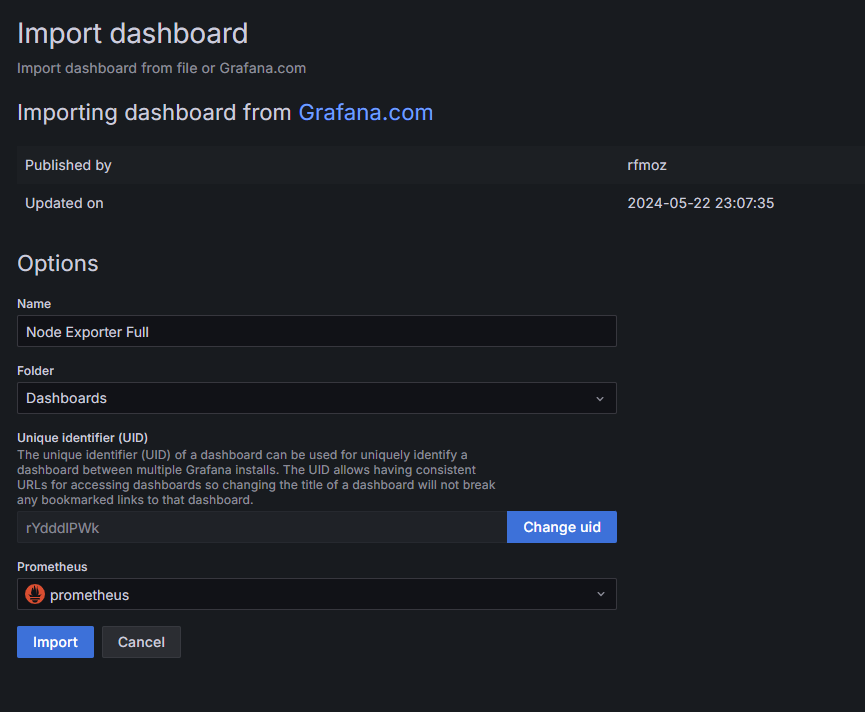 Import dashboard
Import dashboard from file or Grafana.com
Importing dashboard from Grafana.com
Published by rfmoz
Updated on 2024-05-22 23:07:35
Options
Name
Node Exporter Full
Folder
Dashboards
Unique identifier (UID)
The unique identifier (UID) of a dashboard can be used for uniquely identify a
dashboard between multiple Grafana installs. The UID allows having consistent
URLs for accessing dashboards so changing the title of a dashboard will not break
any bookmarked links to that dashboard.
rYdddlPWk Change uid
Prometheus
prometheus
Import Cancel